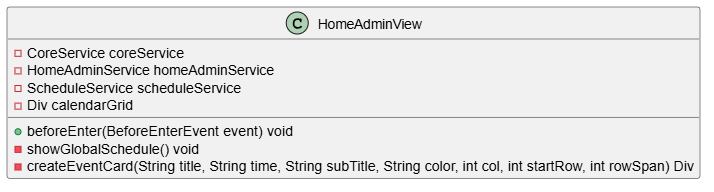 C HomeAdminView
CoreService coreService
HomeAdminService homeAdminService
ScheduleService scheduleService
Div calendarGrid
beforeEnter(BeforeEnterEvent event) void
showGlobalSchedule() void
createEventCard(String title, String time, String subTitle, String color, int col, int startRow, int rowSpan) Div